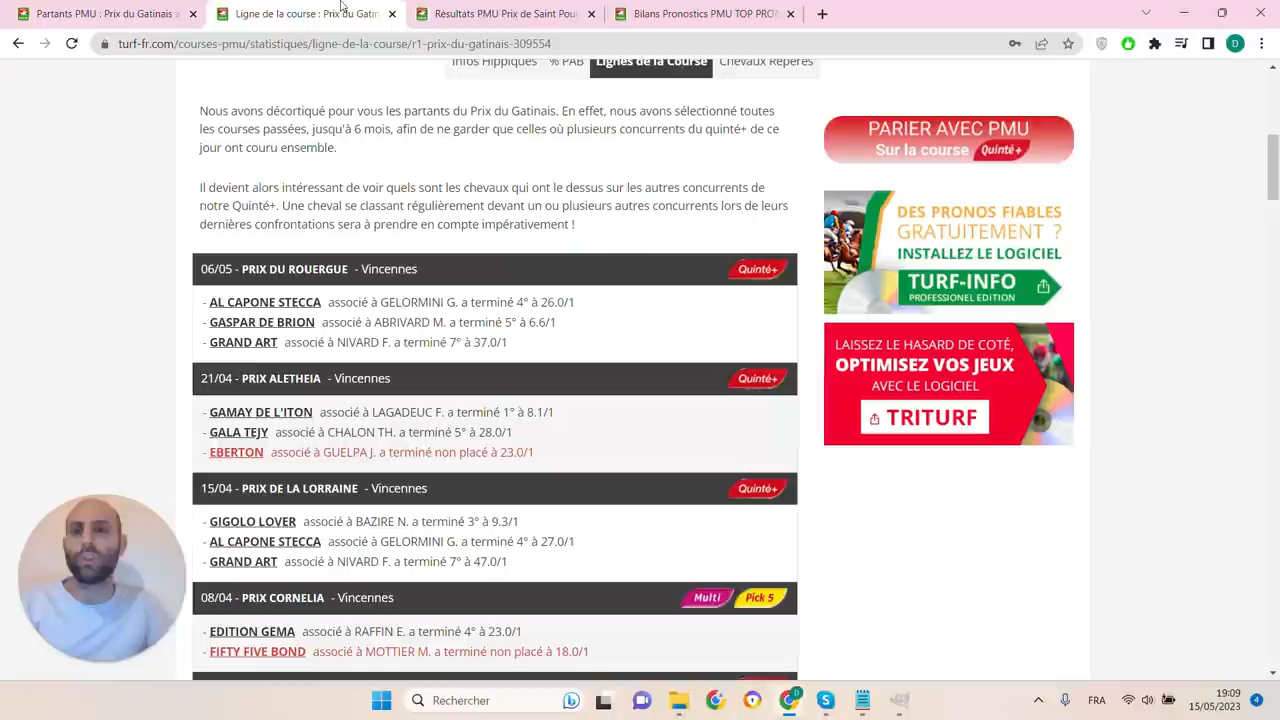 Lignes de la Course : Prix du Gatinais
Résultats Prix du Saint Pou
Bilans Pronostics PMU TOP PRO
turf-fr.com/courses-pmu/statistiques/ligne-de-la-course/r1-prix-du-gatinais-309554
D
Infos Hippiques % PAB Lignes de la Course Chevaux Repérés
Nous avons décortiqué pour vous les partants du Prix du Gatinais. En effet, nous avons sélectionné toutes
les courses passées, jusqu'à 6 mois, afin de ne garder que celles où plusieurs concurrents du quinté+ de ce
jour ont couru ensemble.
Il devient alors intéressant de voir quels sont les chevaux qui ont le dessus sur les autres concurrents de
notre Quinté+. Une cheval se classant régulièrement devant un ou plusieurs autres concurrents lors de leurs
dernières confrontations sera à prendre en compte impérativement !
06/05 - PRIX DU ROUERGUE - Vincennes Quinté+
- AL CAPONE STECCA associé à GELORMINI G. a terminé 4° à 26.0/1
- GASPAR DE BRION associé à ABRIVARD M. a terminé 5° à 6.6/1
- GRAND ART associé à NIVARD F. a terminé 7° à 37.0/1
21/04 - PRIX ALETHEIA - Vincennes Quinté+
- GAMAY DE L'ITON associé à LAGADEUC F. a terminé 1° à 8.1/1
- GALA TEJY associé à CHALON TH. a terminé 5° à 28.0/1
- EBERTON associé à GUELPA J. a terminé non placé à 23.0/1
15/04 - PRIX DE LA LORRAINE - Vincennes Quinté+
- GIGOLO LOVER associé à BAZIRE N. a terminé 3° à 9.3/1
- AL CAPONE STECCA associé à GELORMINI G. a terminé 4° à 27.0/1
- GRAND ART associé à NIVARD F. a terminé 7° à 47.0/1
08/04 - PRIX CORNELIA - Vincennes Multi Pick 5
- EDITION GEMA associé à RAFFIN E. a terminé 4° à 23.0/1
- FIFTY FIVE BOND associé à MOTTIER M. a terminé non placé à 18.0/1
PARIER AVEC PMU
Sur la course Quinté+
DES PRONOS FIABLES
GRATUITEMENT ?
INSTALLEZ LE LOGICIEL
TURF-INFO
PROFESSIONEL EDITION
LAISSEZ LE HASARD DE COTÉ,
OPTIMISEZ VOS JEUX
AVEC LE LOGICIEL
TRITURF
Rechercher
FRA
19:09
15/05/2023
4